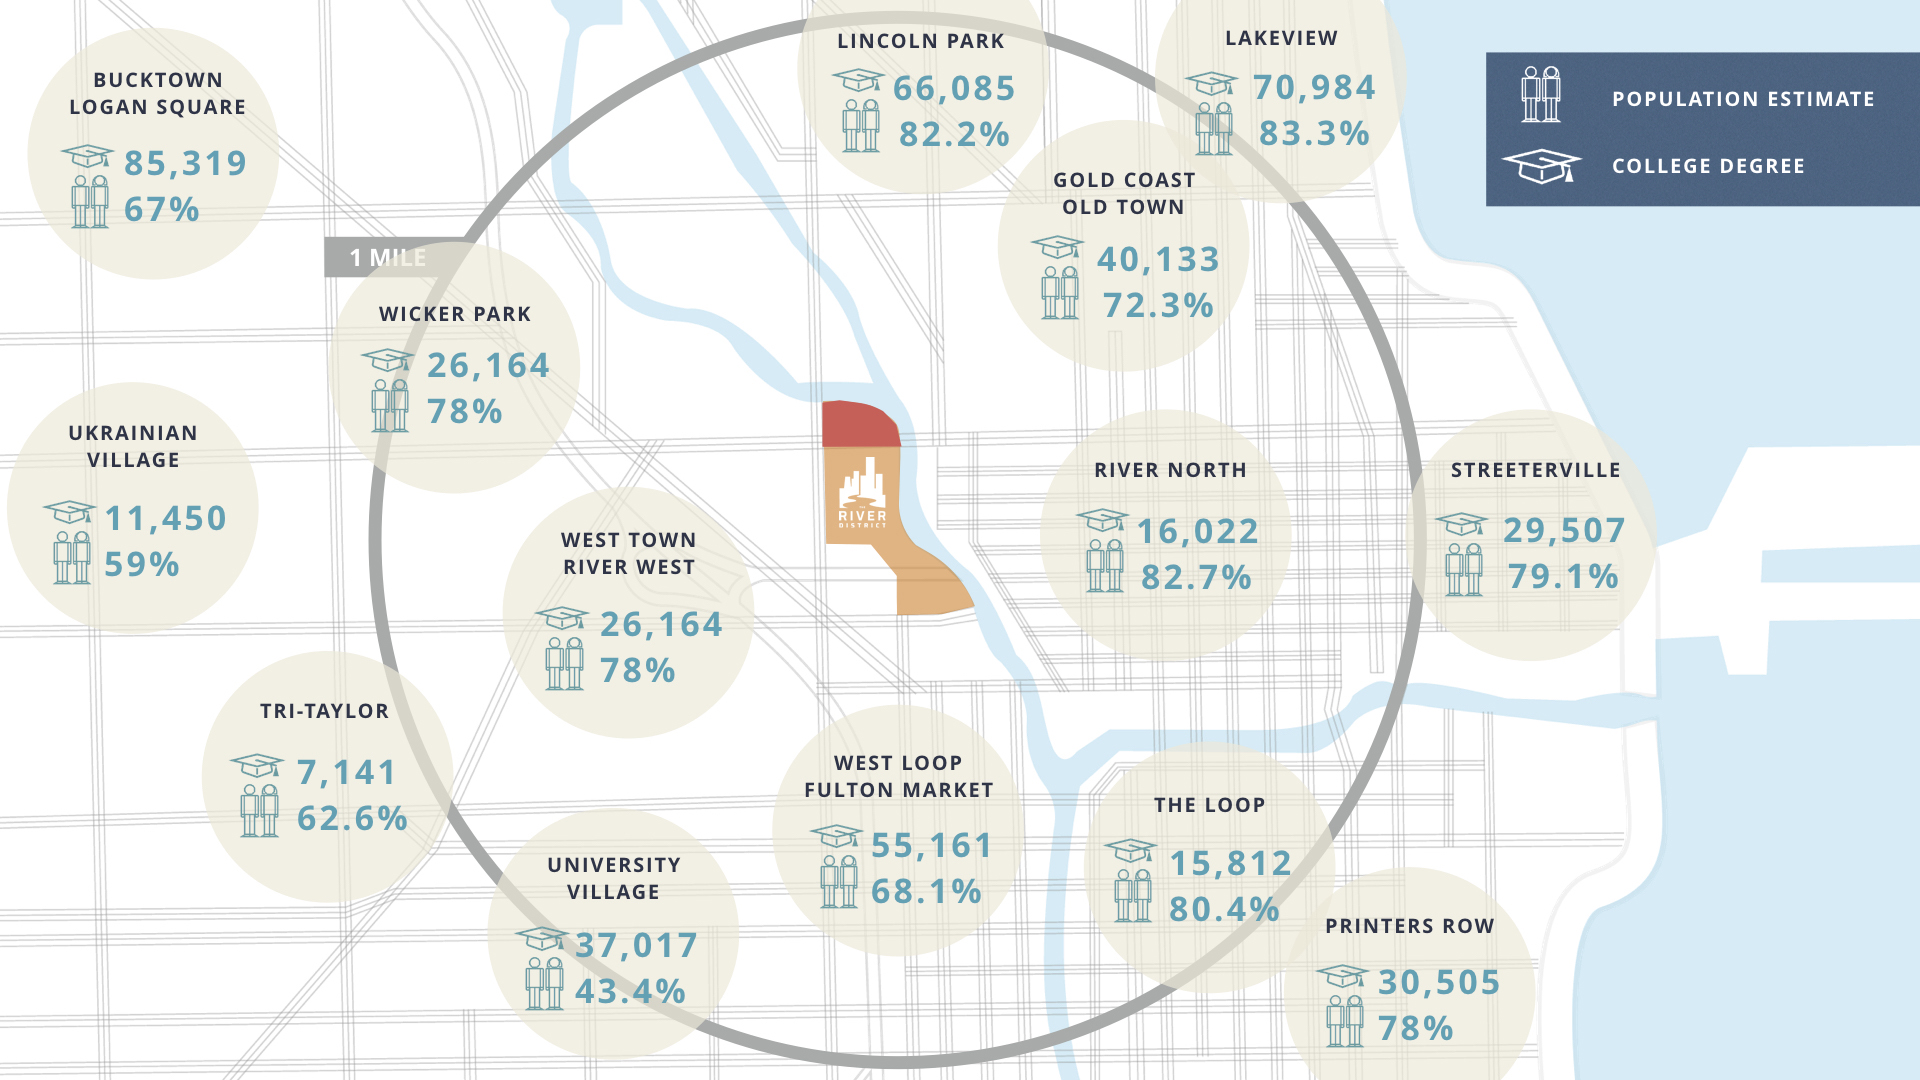 LINCOLN PARK
66,085
82.2%
LAKEVIEW
70,984
83.3%
POPULATION ESTIMATE
COLLEGE DEGREE
BUCKTOWN
LOGAN SQUARE
85,319
67%
GOLD COAST
OLD TOWN
40,133
72.3%
1 MILE
WICKER PARK
26,164
78%
UKRAINIAN
VILLAGE
11,450
59%
THE
RIVER
DISTRICT
RIVER NORTH
16,022
82.7%
STREETERVILLE
29,507
79.1%
WEST TOWN
RIVER WEST
26,164
78%
TRI-TAYLOR
7,141
62.6%
WEST LOOP
FULTON MARKET
55,161
68.1%
THE LOOP
15,812
80.4%
UNIVERSITY
VILLAGE
37,017
43.4%
PRINTERS ROW
30,505
78%